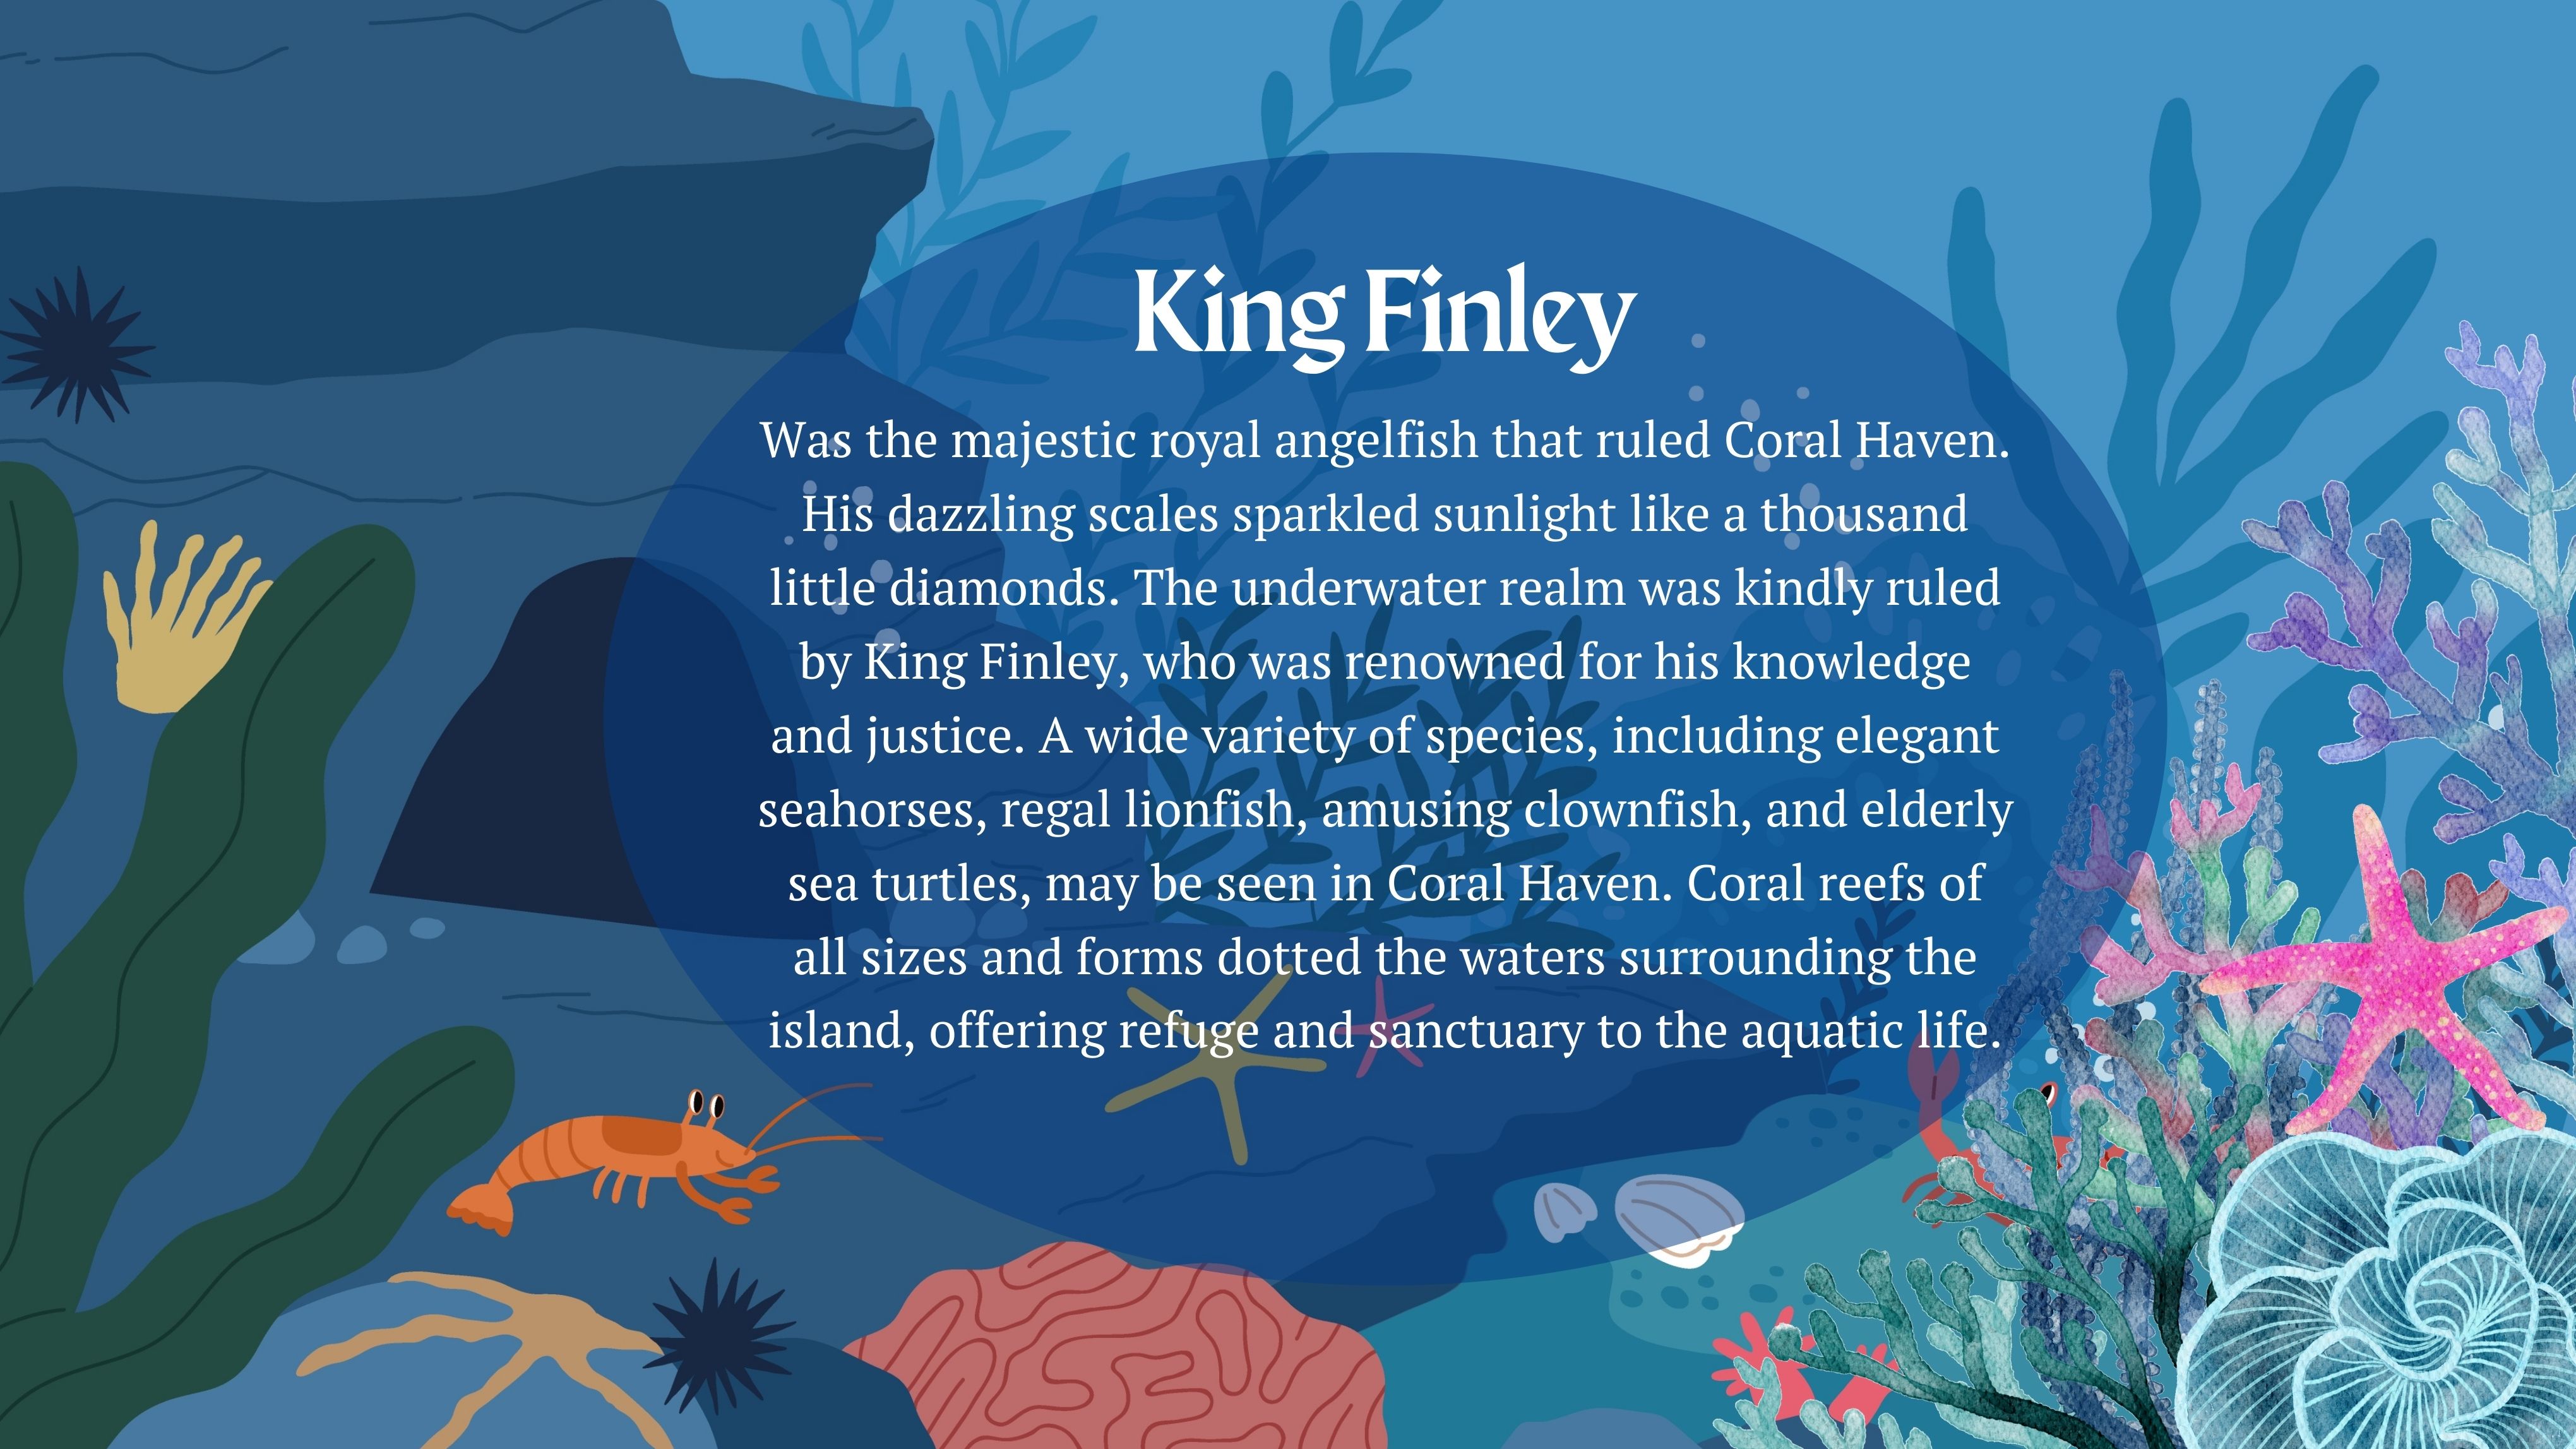 King Finley
Was the majestic royal angelfish that ruled Coral Haven.
His dazzling scales sparkled sunlight like a thousand
little diamonds. The underwater realm was kindly ruled
by King Finley, who was renowned for his knowledge
and justice. A wide variety of species, including elegant
seahorses, regal lionfish, amusing clownfish, and elderly
sea turtles, may be seen in Coral Haven. Coral reefs of
all sizes and forms dotted the waters surrounding the
island, offering refuge and sanctuary to the aquatic life.